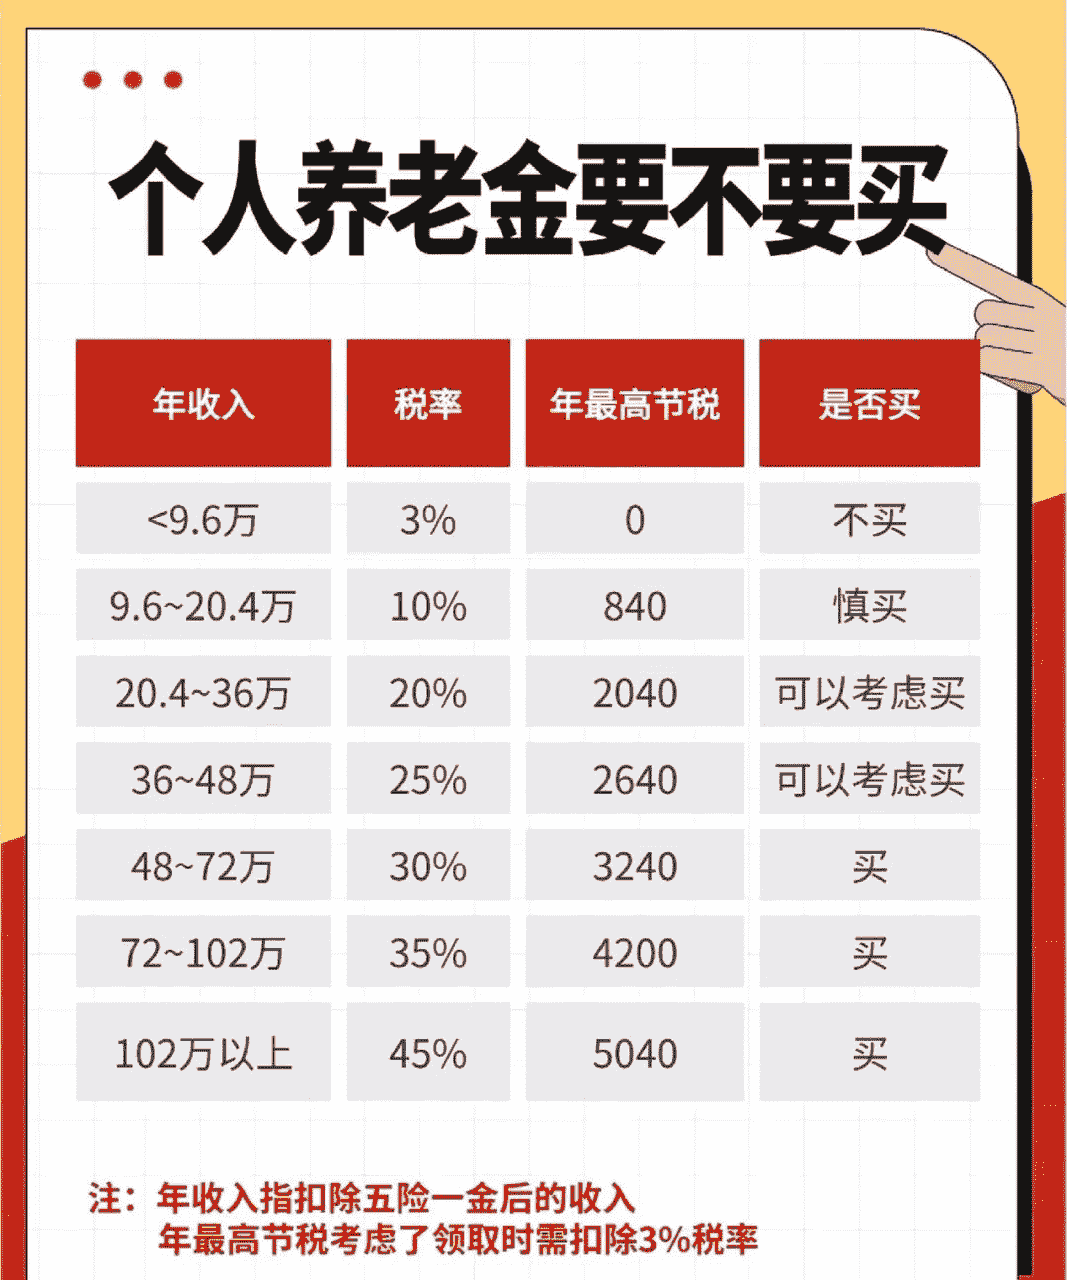 个人养老金要不要买
年收入 税率 年最高节税 是否买
<9.6万 3% 0 不买
9.6~20.4万 10% 840 慎买
20.4~36万 20% 2040 可以考虑买
36~48万 25% 2640 可以考虑买
48~72万 30% 3240 买
72~102万 35% 4200 买
102万以上 45% 5040 买
注：年收入指扣除五险一金后的收入
年最高节税考虑了领取时需扣除3%税率